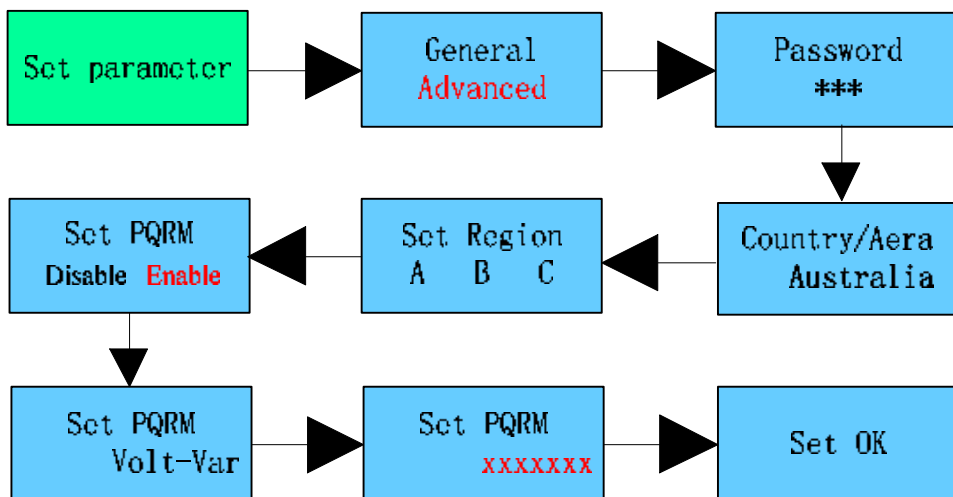 Set parameter
General
Advanced
Password
***
Country/Aera
Australia
Set Region
A B C
Set PQRM
Disable Enable
Set PQRM
Volt-Var
Set PQRM
xxxxxxx
Set OK